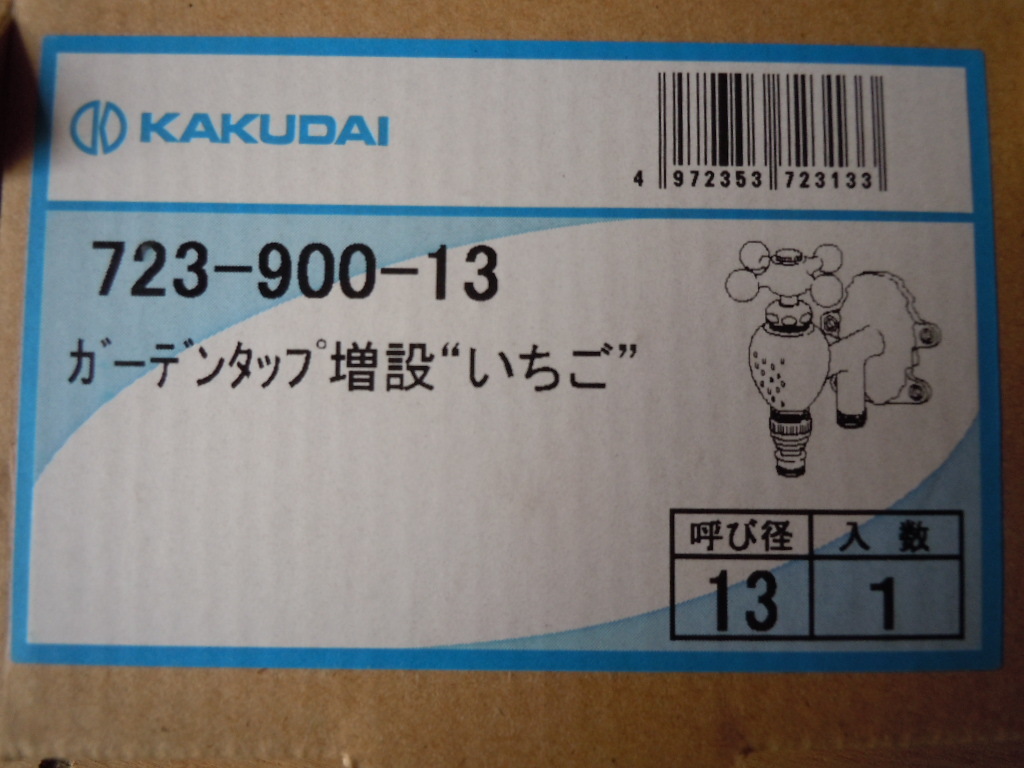 KAKUDAI
4 972353 723133
723-900-13
ガーデンタップ増設“いちご”
呼び径 入数
13 1